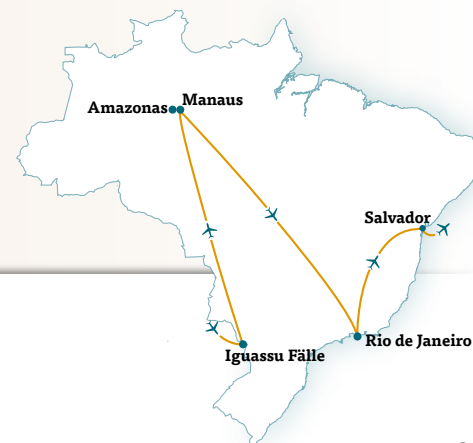 Manaus
Amazonas
Salvador
Rio de Janeiro
Iguassu Fälle